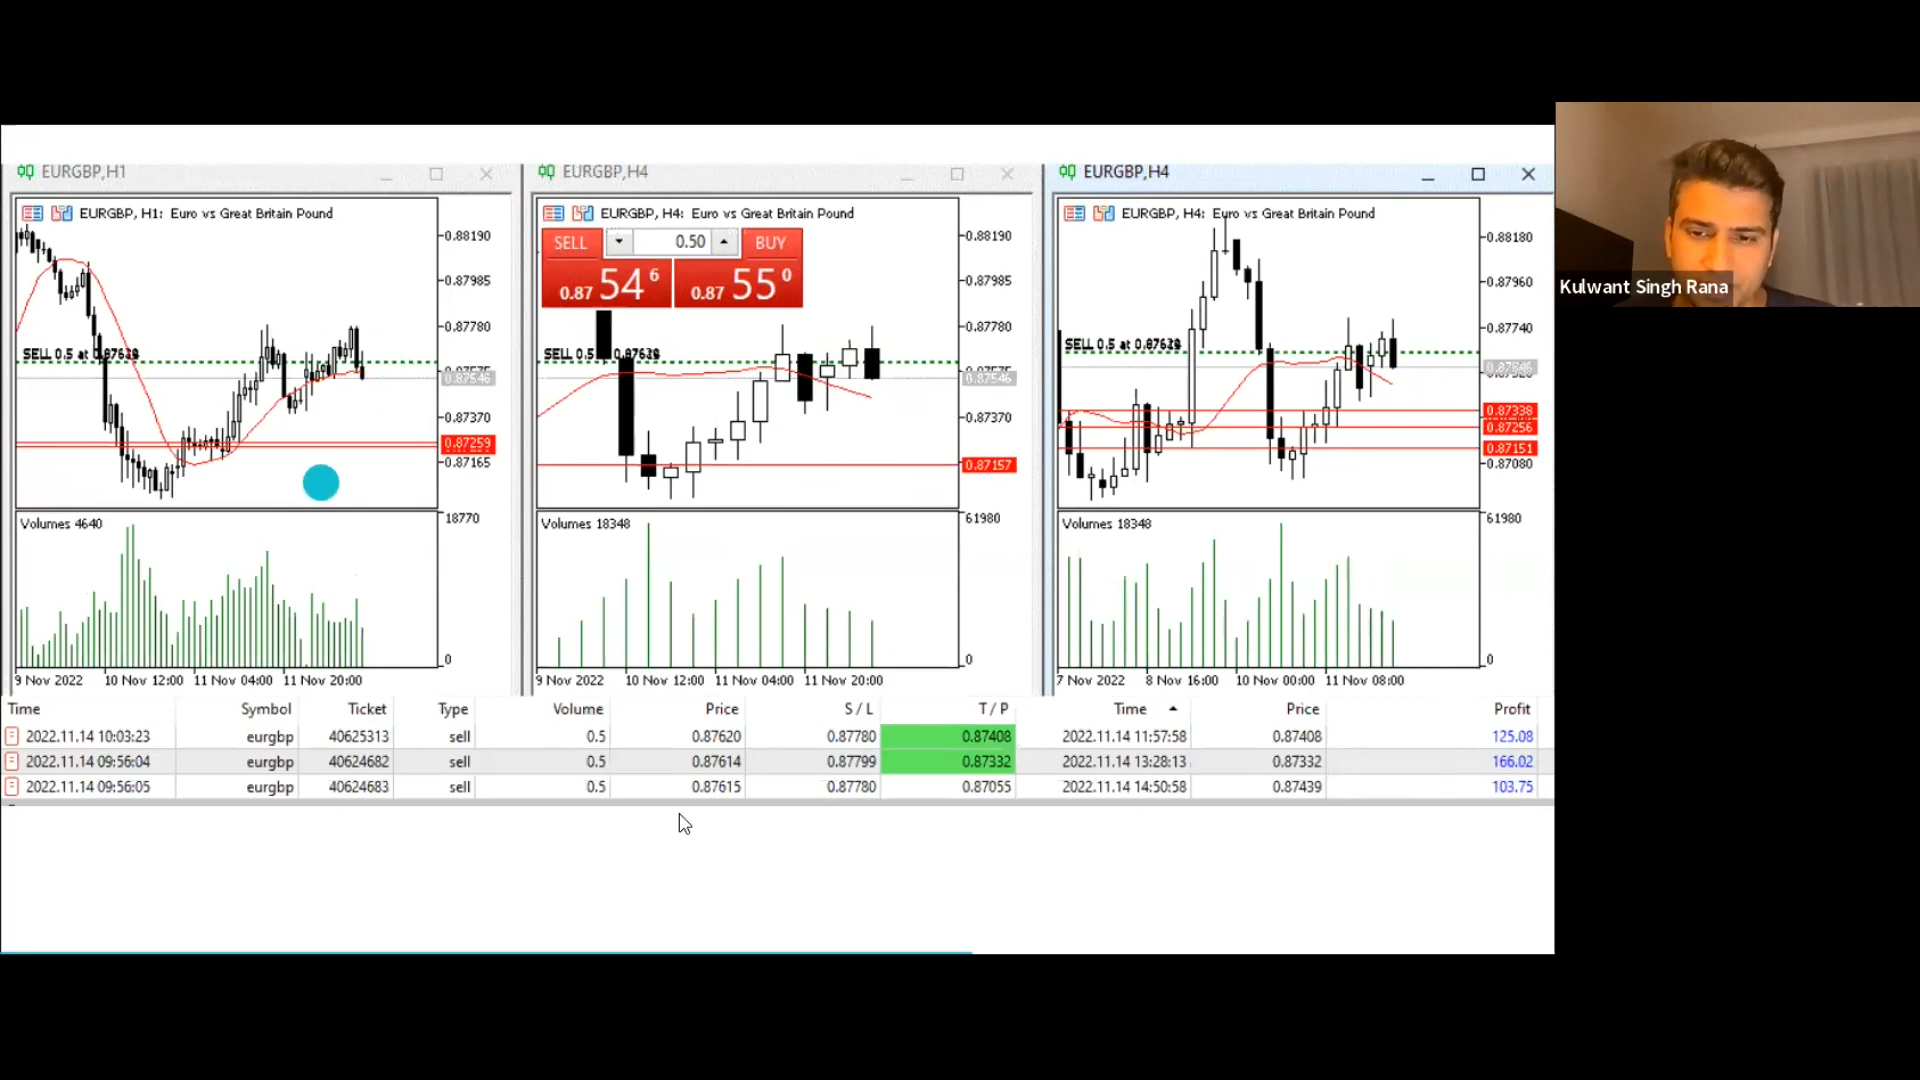 EURGBP,H1
EURGBP, H1: Euro vs Great Britain Pound
0.88190
0.87985
0.87780
SELL 0.5 at
0.87546
0.87370
0.87259
0.87165
Volumes 4640
18770
0
9 Nov 2022 10 Nov 12:00 11 Nov 04:00 11 Nov 20:00
EURGBP,H4
EURGBP, H4: Euro vs Great Britain Pound
SELL 0.50 BUY
0.87 54 6 0.87 55 0
0.88190
0.87985
0.87780
SELL 0.5
0.87546
0.87370
0.87157
Volumes 18348
61980
0
9 Nov 2022 10 Nov 12:00 11 Nov 04:00 11 Nov 20:00
EURGBP,H4
EURGBP, H4: Euro vs Great Britain Pound
0.88180
0.87960
0.87740
SELL 0.5 at
0.87338
0.87256
0.87151
0.87080
Volumes 18348
61980
0
7 Nov 2022 8 Nov 16:00 10 Nov 00:00 11 Nov 08:00
Time Symbol Ticket Type Volume Price S / L T / P Time Price Profit
2022.11.14 10:03:23 eurgbp 40625313 sell 0.5 0.87620 0.87780 0.87408 2022.11.14 11:57:58 0.87408 125.08
2022.11.14 09:56:04 eurgbp 40624682 sell 0.5 0.87614 0.87799 0.87332 2022.11.14 13:28:13 0.87332 166.02
2022.11.14 09:56:05 eurgbp 40624683 sell 0.5 0.87615 0.87780 0.87055 2022.11.14 14:50:58 0.87439 103.75
Kulwant Singh Rana